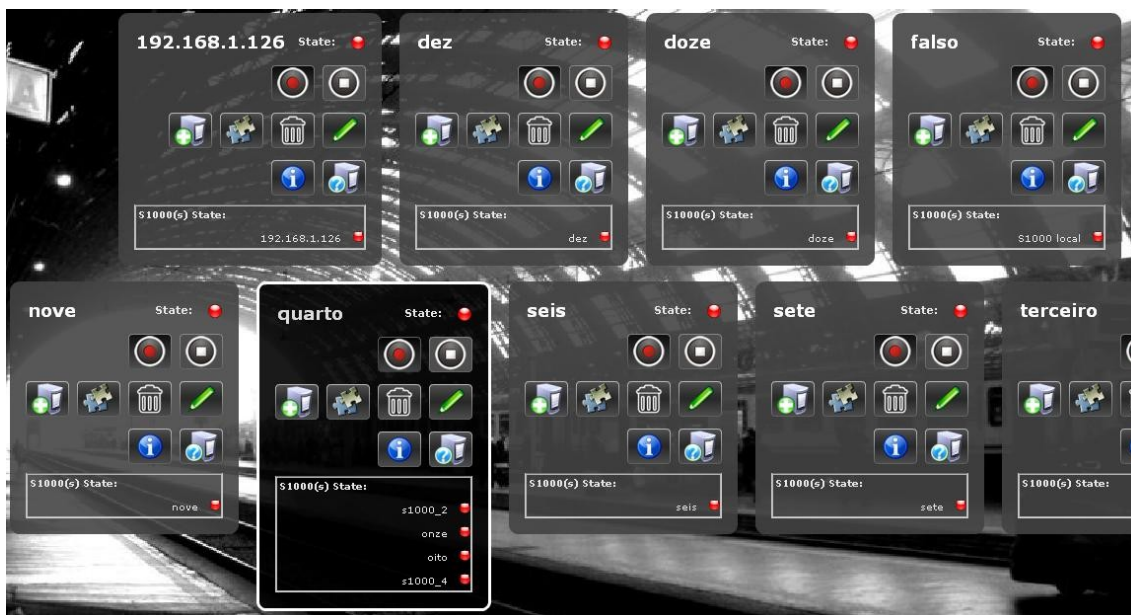 192.168.1.126 State:
S1000(s) State:
192.168.1.126
dez State:
S1000(s) State:
dez
doze State:
S1000(s) State:
doze
falso State:
S1000(s) State:
S1000 local
nove State:
S1000(s) State:
nove
quarto State:
S1000(s) State:
s1000_2
onze
oito
s1000_4
seis State:
S1000(s) State:
seis
sete State:
S1000(s) State:
sete
terceiro
S1000(s) State: